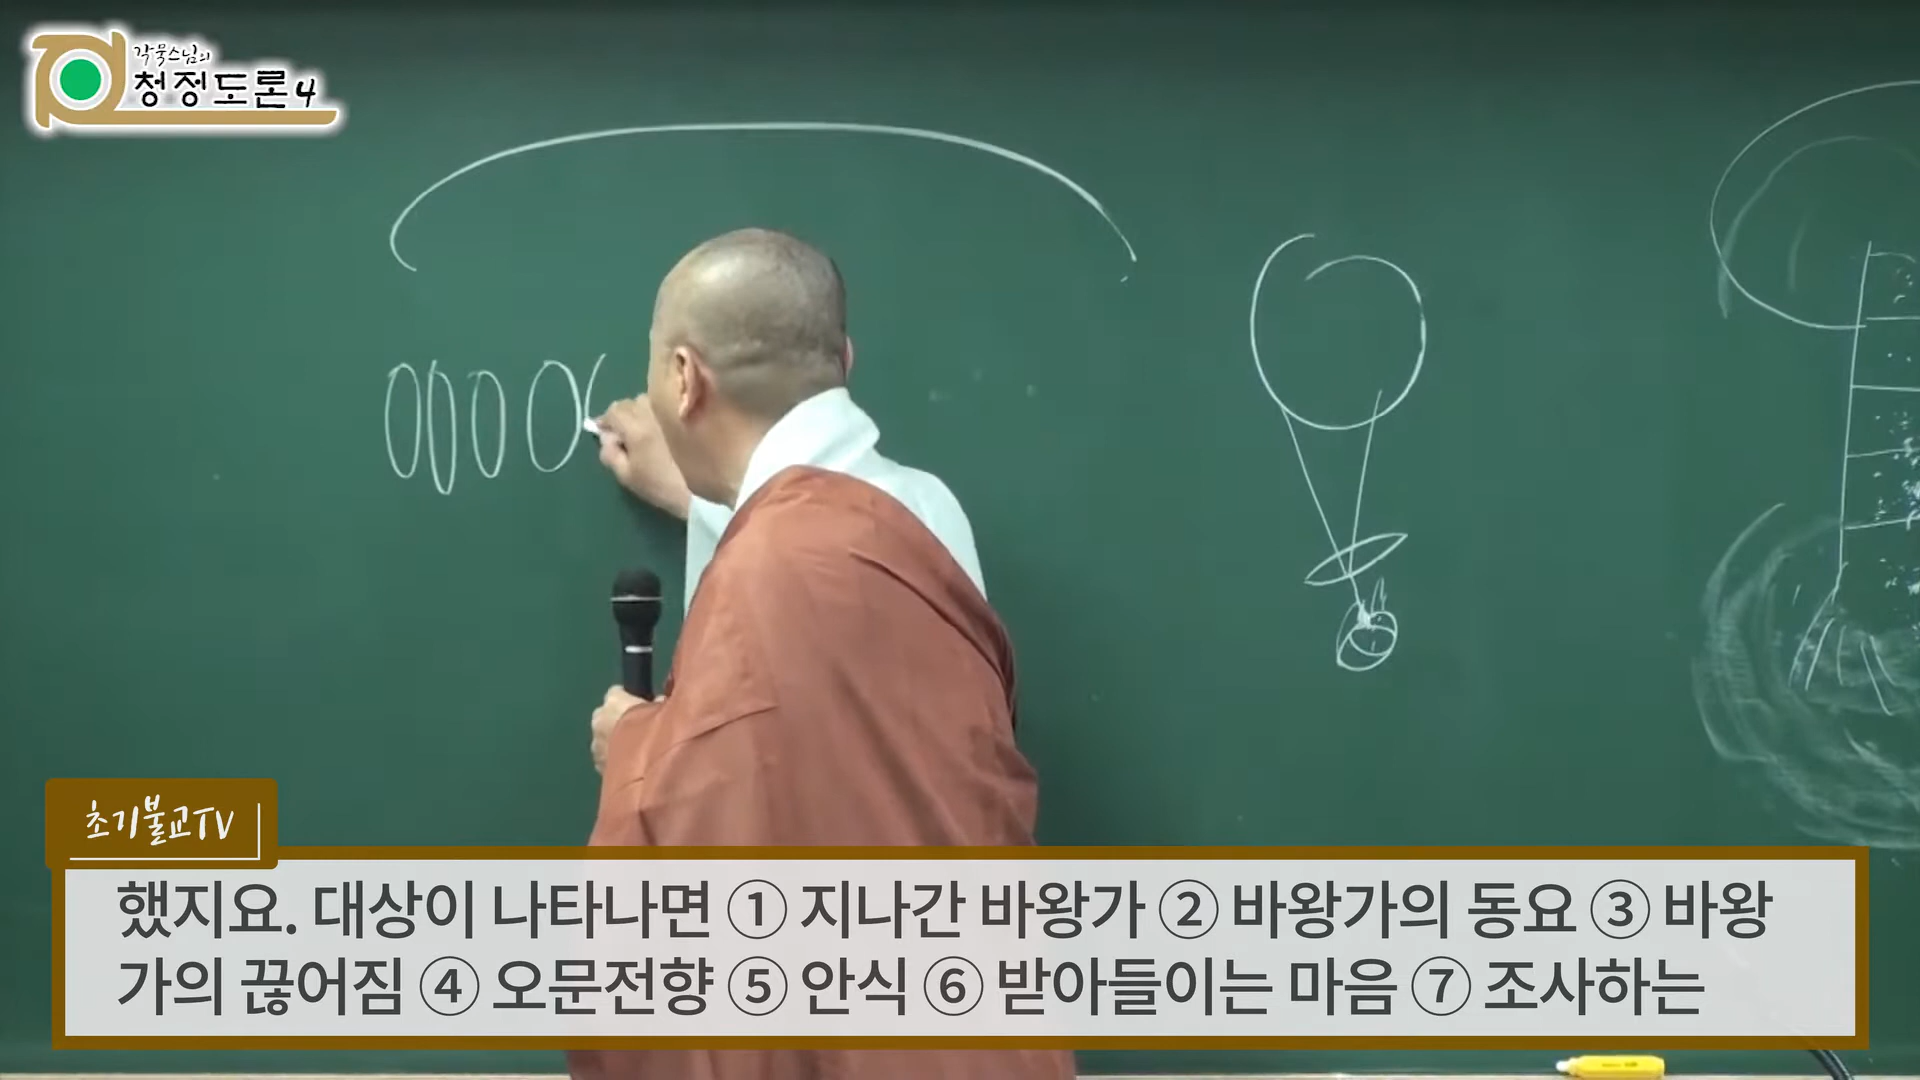 각묵스님의
청정도론4
초기불교TV
했지요. 대상이 나타나면 ① 지나간 바왕가 ② 바왕가의 동요 ③ 바왕
가의 끊어짐 ④ 오문전향 ⑤ 안식 ⑥ 받아들이는 마음 ⑦ 조사하는